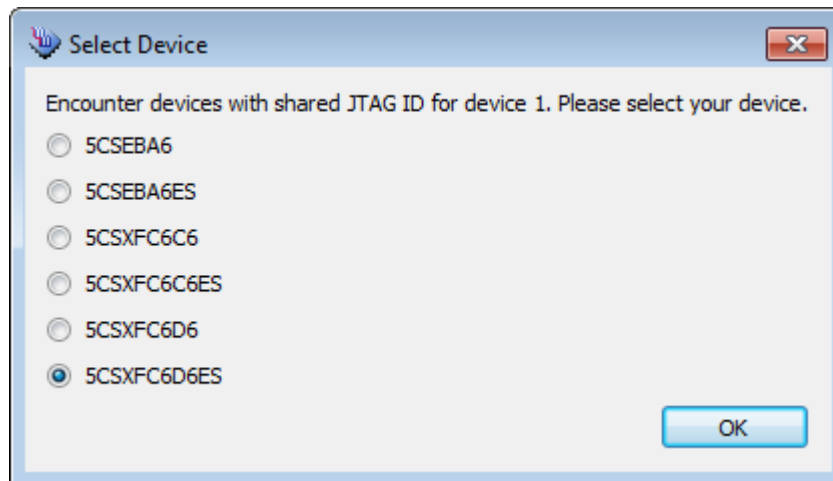 Select Device
Encounter devices with shared JTAG ID for device 1. Please select your device.
5CSEBA6
5CSEBA6ES
5CSXFC6C6
5CSXFC6C6ES
5CSXFC6D6
5CSXFC6D6ES
OK